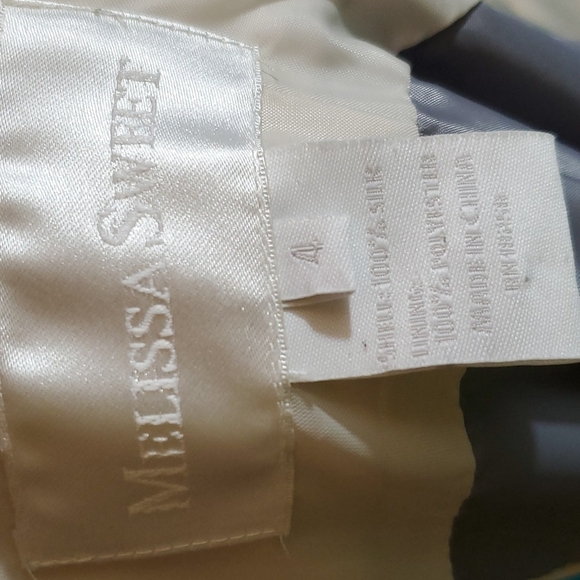 MELISSA SWEET
4
SHELL: 100% SILK
LINING:
100% POLYESTER
MADE IN CHINA